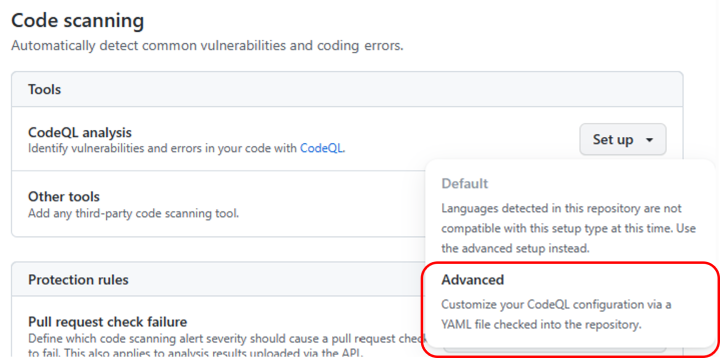 Code scanning
Automatically detect common vulnerabilities and coding errors.
Tools
CodeQL analysis
Identify vulnerabilities and errors in your code with CodeQL.
Set up
Other tools
Add any third-party code scanning tool.
Default
Languages detected in this repository are not
compatible with this setup type at this time. Use
the advanced setup instead.
Advanced
Customize your CodeQL configuration via a
YAML file checked into the repository.
Protection rules
Pull request check failure
Define which code scanning alert severity should cause a pull request
to fail. This also applies to analysis results uploaded via the API.